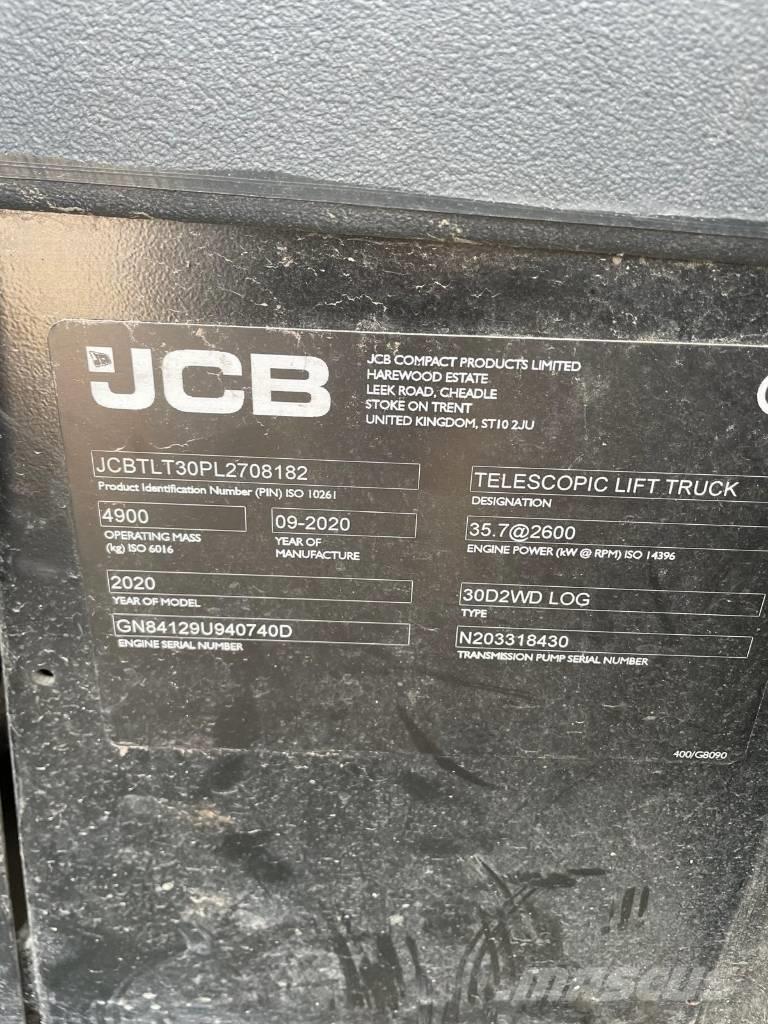 JCB
JCB COMPACT PRODUCTS LIMITED
HAREWOOD ESTATE
LEEK ROAD, CHEADLE
STOKE ON TRENT
UNITED KINGDOM, ST10 2JU
JCBTLT30PL2708182
Product Identification Number (PIN) ISO 10261
TELESCOPIC LIFT TRUCK
DESIGNATION
4900
OPERATING MASS
(kg) ISO 6016
09-2020
YEAR OF
MANUFACTURE
35.7@2600
ENGINE POWER (kW @ RPM) ISO 14396
2020
YEAR OF MODEL
30D2WD LOG
TYPE
GN84129U940740D
ENGINE SERIAL NUMBER
N203318430
TRANSMISSION PUMP SERIAL NUMBER
400/G8090
mascus